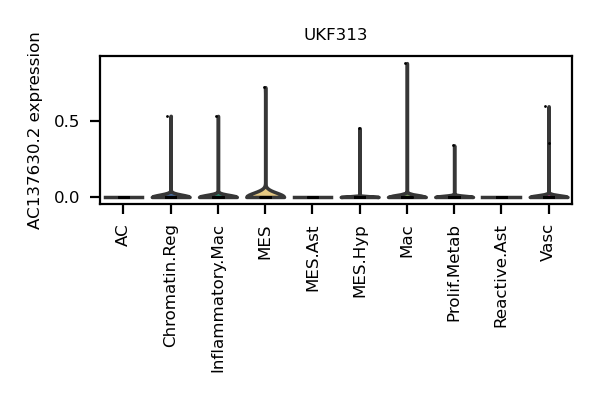 UKF313
AC137630.2 expression
0.5
0.0
AC
Chromatin.Reg
Inflammatory.Mac
MES
MES.Ast
MES.Hyp
Mac
Prolif.Metab
Reactive.Ast
Vasc